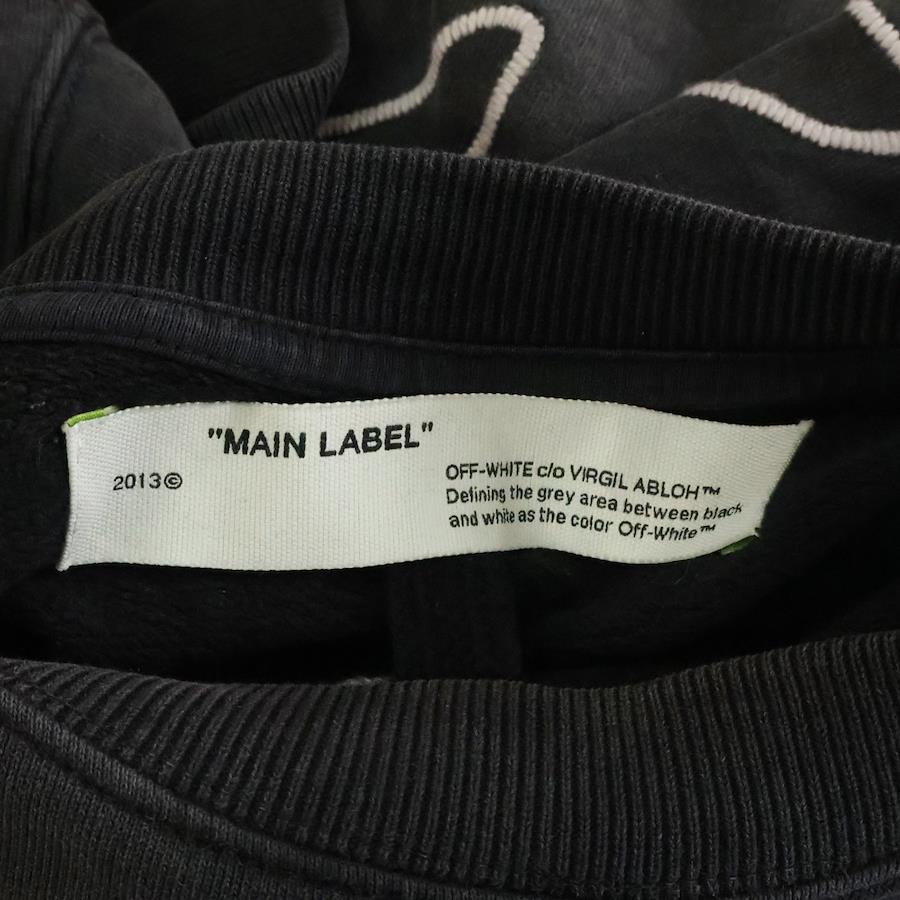 "MAIN LABEL"
2013©
OFF-WHITE c/o VIRGIL ABLOH™
Defining the grey area between black
and white as the color Off-White™